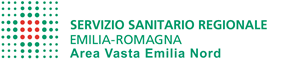 SERVIZIO SANITARIO REGIONALE
EMILIA-ROMAGNA
Area Vasta Emilia Nord